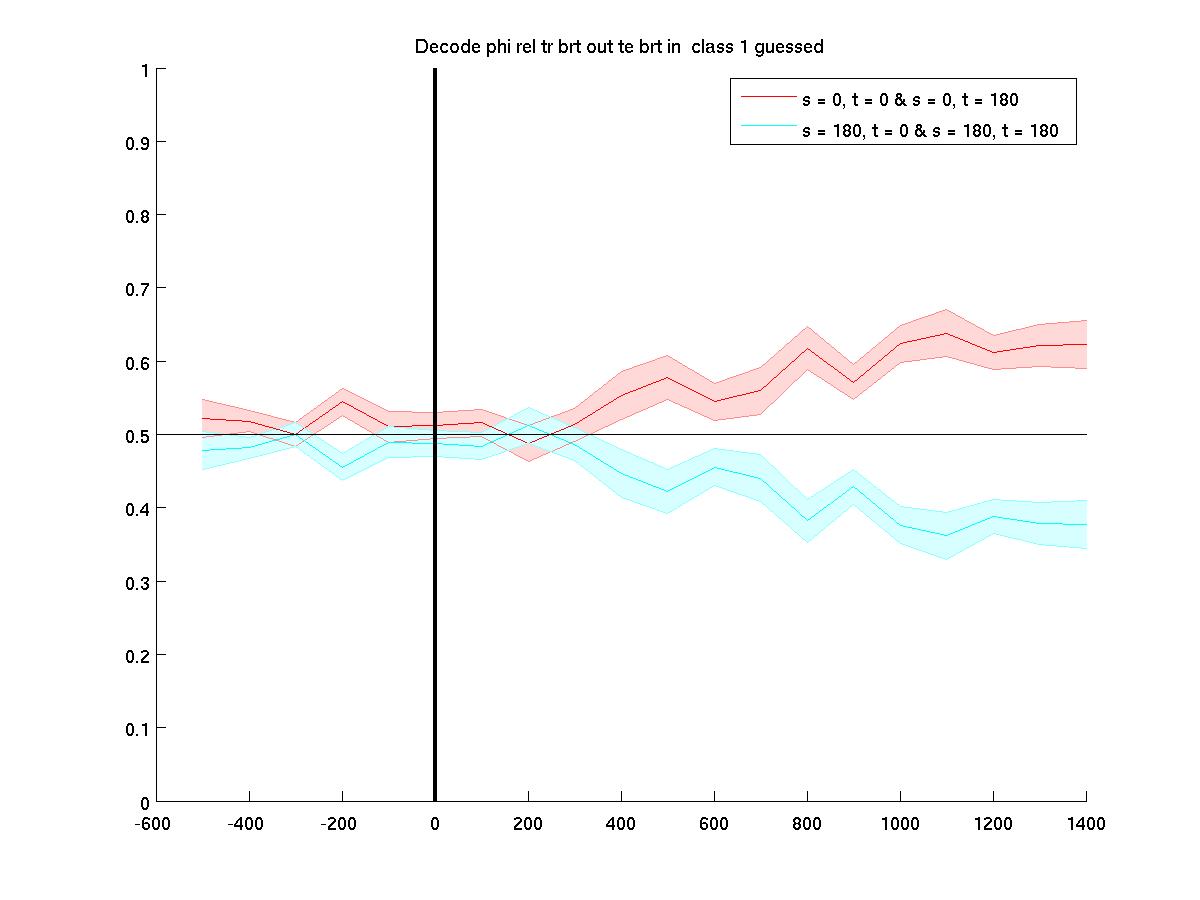 Decode phi rel tr brt out te brt in class 1 guessed
s = 0, t = 0 & s = 0, t = 180
s = 180, t = 0 & s = 180, t = 180
1
0.9
0.8
0.7
0.6
0.5
0.4
0.3
0.2
0.1
0
-600 -400 -200 0 200 400 600 800 1000 1200 1400